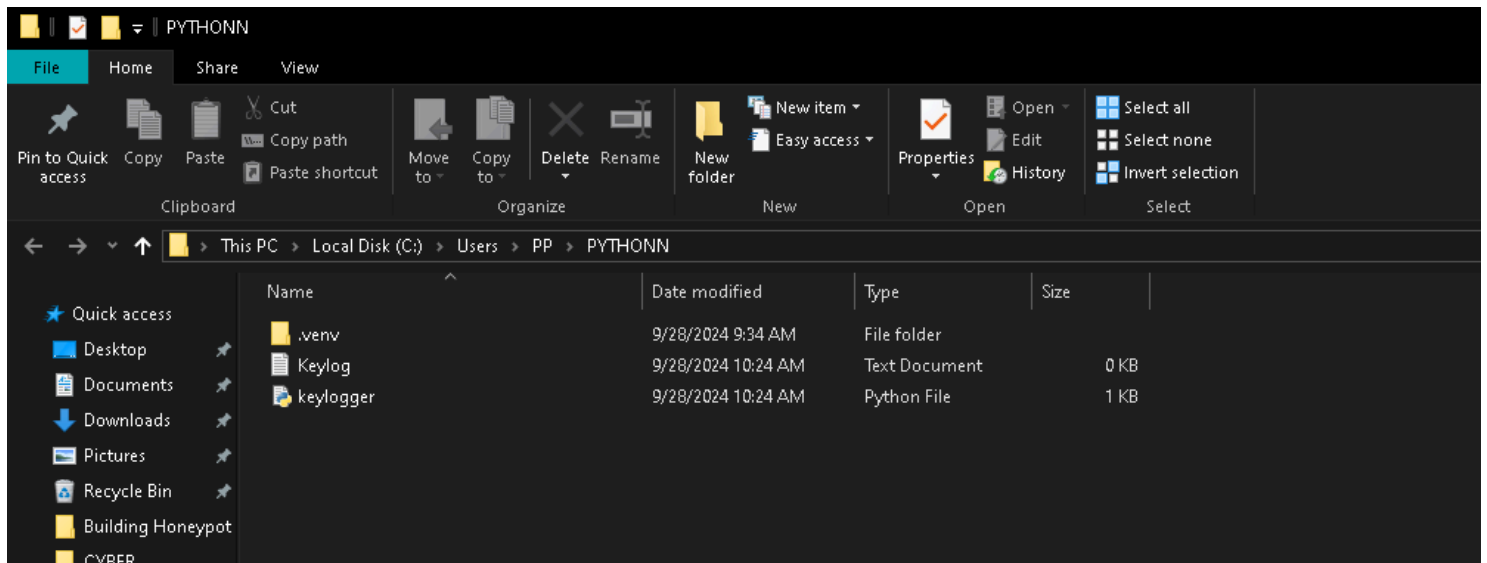 PYTHONN
File Home Share View
Pin to Quick access
Copy
Paste
Cut
Copy path
Paste shortcut
Clipboard
Move to
Copy to
Delete
Rename
Organize
New folder
New item
Easy access
New
Properties
Open
Edit
History
Open
Select all
Select none
Invert selection
Select
This PC > Local Disk (C:) > Users > PP > PYTHONN
Name Date modified Type Size
.venv 9/28/2024 9:34 AM File folder
Keylog 9/28/2024 10:24 AM Text Document 0 KB
keylogger 9/28/2024 10:24 AM Python File 1 KB
Quick access
Desktop
Documents
Downloads
Pictures
Recycle Bin
Building Honeypot
CYBER